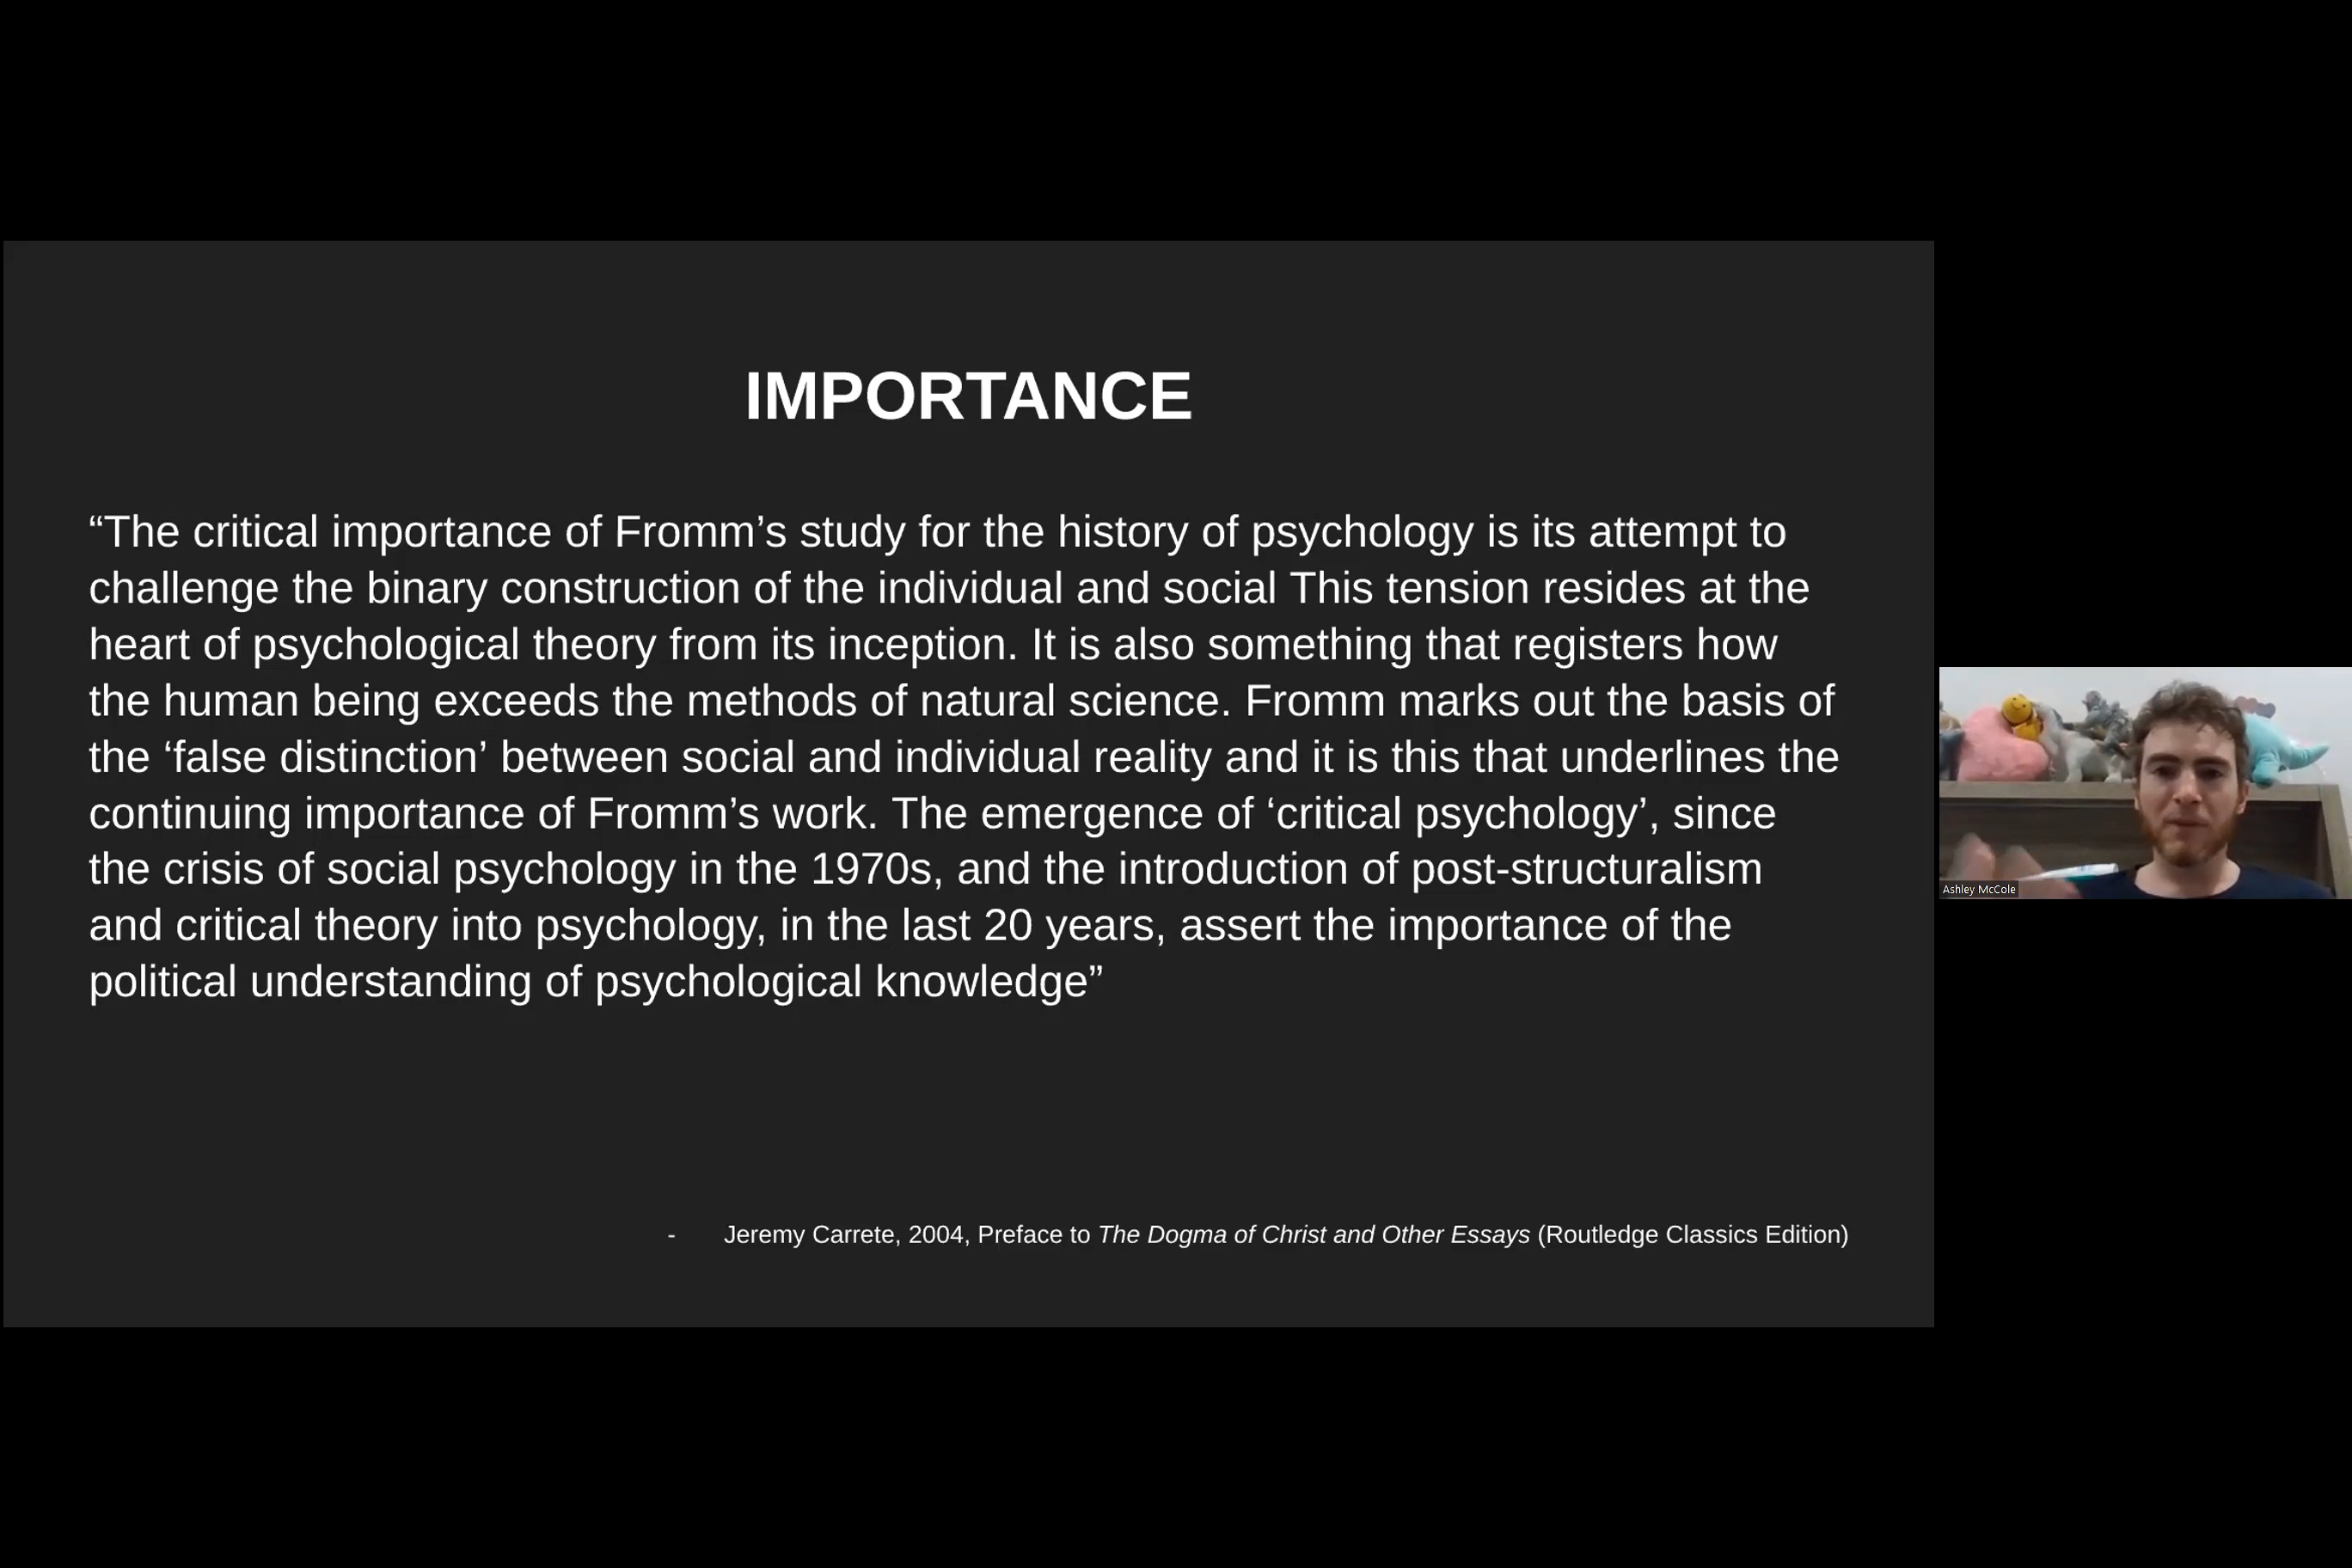 IMPORTANCE
“The critical importance of Fromm’s study for the history of psychology is its attempt to
challenge the binary construction of the individual and social This tension resides at the
heart of psychological theory from its inception. It is also something that registers how
the human being exceeds the methods of natural science. Fromm marks out the basis of
the ‘false distinction’ between social and individual reality and it is this that underlines the
continuing importance of Fromm’s work. The emergence of ‘critical psychology’, since
the crisis of social psychology in the 1970s, and the introduction of post-structuralism
and critical theory into psychology, in the last 20 years, assert the importance of the
political understanding of psychological knowledge”
- Jeremy Carrete, 2004, Preface to The Dogma of Christ and Other Essays (Routledge Classics Edition)
Ashley McCole